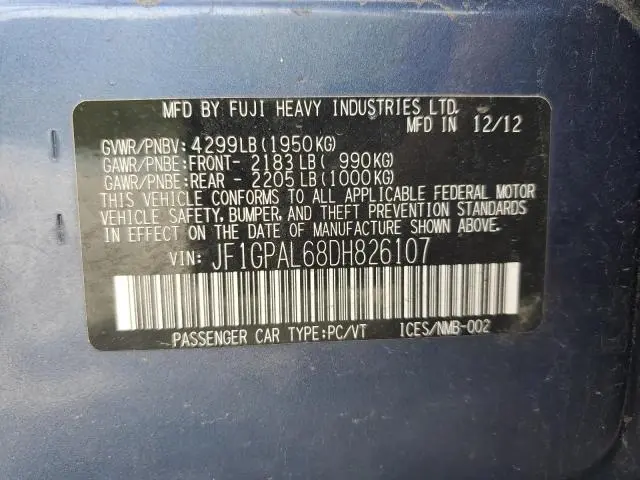 MFD BY FUJI HEAVY INDUSTRIES LTD.
MFD IN 12/12
GVWR/PNBV: 4299LB(1950KG)
GAWR/PNBE:FRONT- 2183LB( 990KG)
GAWR/PNBE:REAR - 2205LB(1000KG)
THIS VEHICLE CONFORMS TO ALL APPLICABLE FEDERAL MOTOR
VEHICLE SAFETY, BUMPER, AND THEFT PREVENTION STANDARDS
IN EFFECT ON THE DATE OF MANUFACTURE SHOWN ABOVE.
VIN: JF1GPAL68DH826107
PASSENGER CAR TYPE:PC/VT ICES/NMB-002